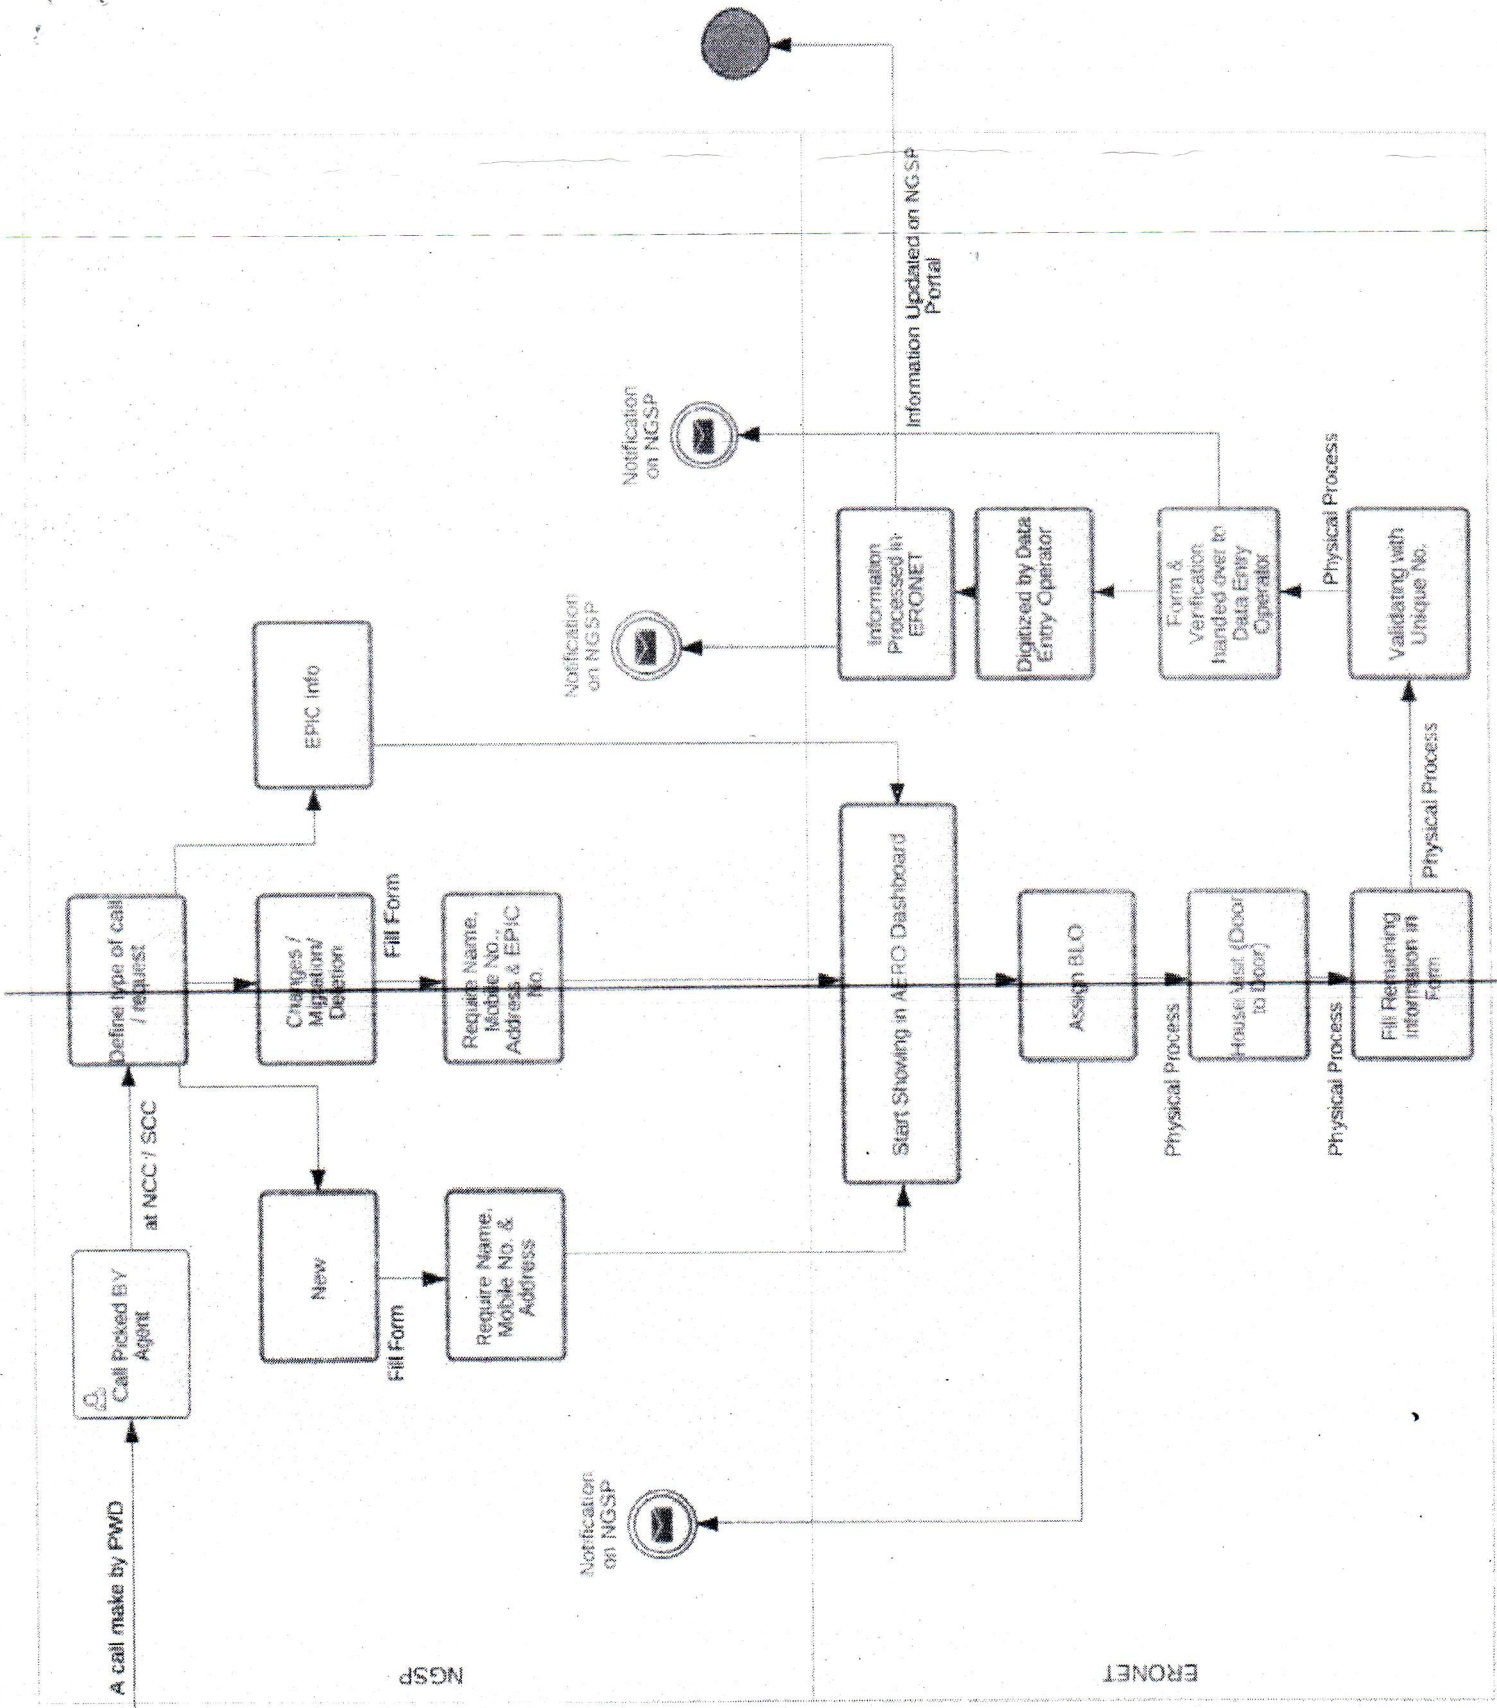 A call make by PWD
Call Picked BY
Agent
at NCC / SCC
Define type of call
/ request
New
Fill Form
Require Name,
Mobile No. &
Address
Changes /
Migration/
Deletion
Fill Form
Require Name,
Mobile No.,
Address & EPIC
No.
EPIC Info
NGSP
Notification
on NGSP
Notification
on NGSP
Notification
on NGSP
ERONET
Start Showing in AERO Dashboard
Assign BLO
Physical Process
House Visit (Door
to Door)
Physical Process
Fill Remaining
Information in
Form
Physical Process
Validating with
Unique No.
Physical Process
Form &
Verification
handed over to
Data Entry
Operator
Digitized by Data
Entry Operator
Information
Processed in
ERONET
Information Updated on NGSP
Portal